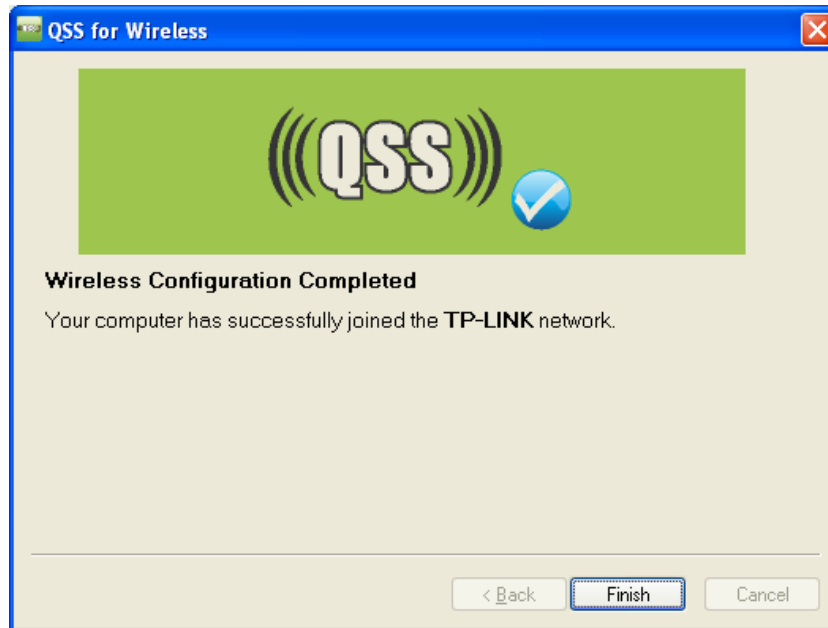 QSS for Wireless
QSS
Wireless Configuration Completed
Your computer has successfully joined the TP-LINK network.
< Back Finish Cancel